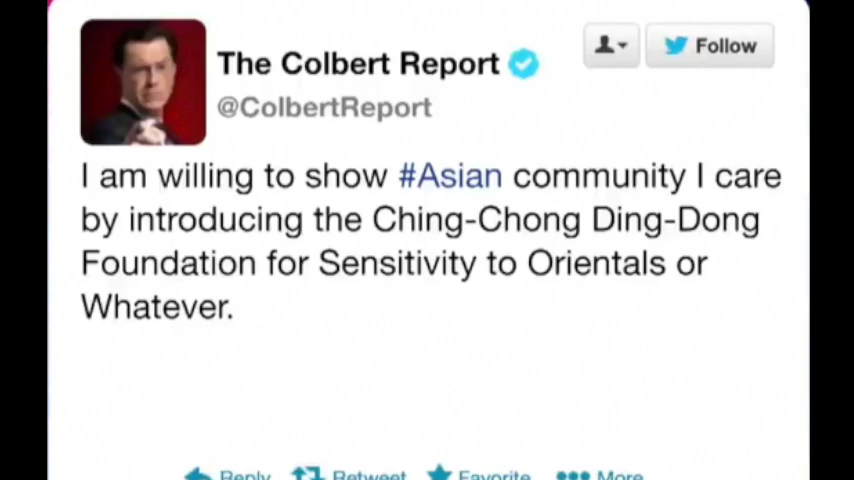 The Colbert Report
Follow
@ColbertReport
I am willing to show #Asian community I care
by introducing the Ching-Chong Ding-Dong
Foundation for Sensitivity to Orientals or
Whatever.
Reply Retweet Favorite More